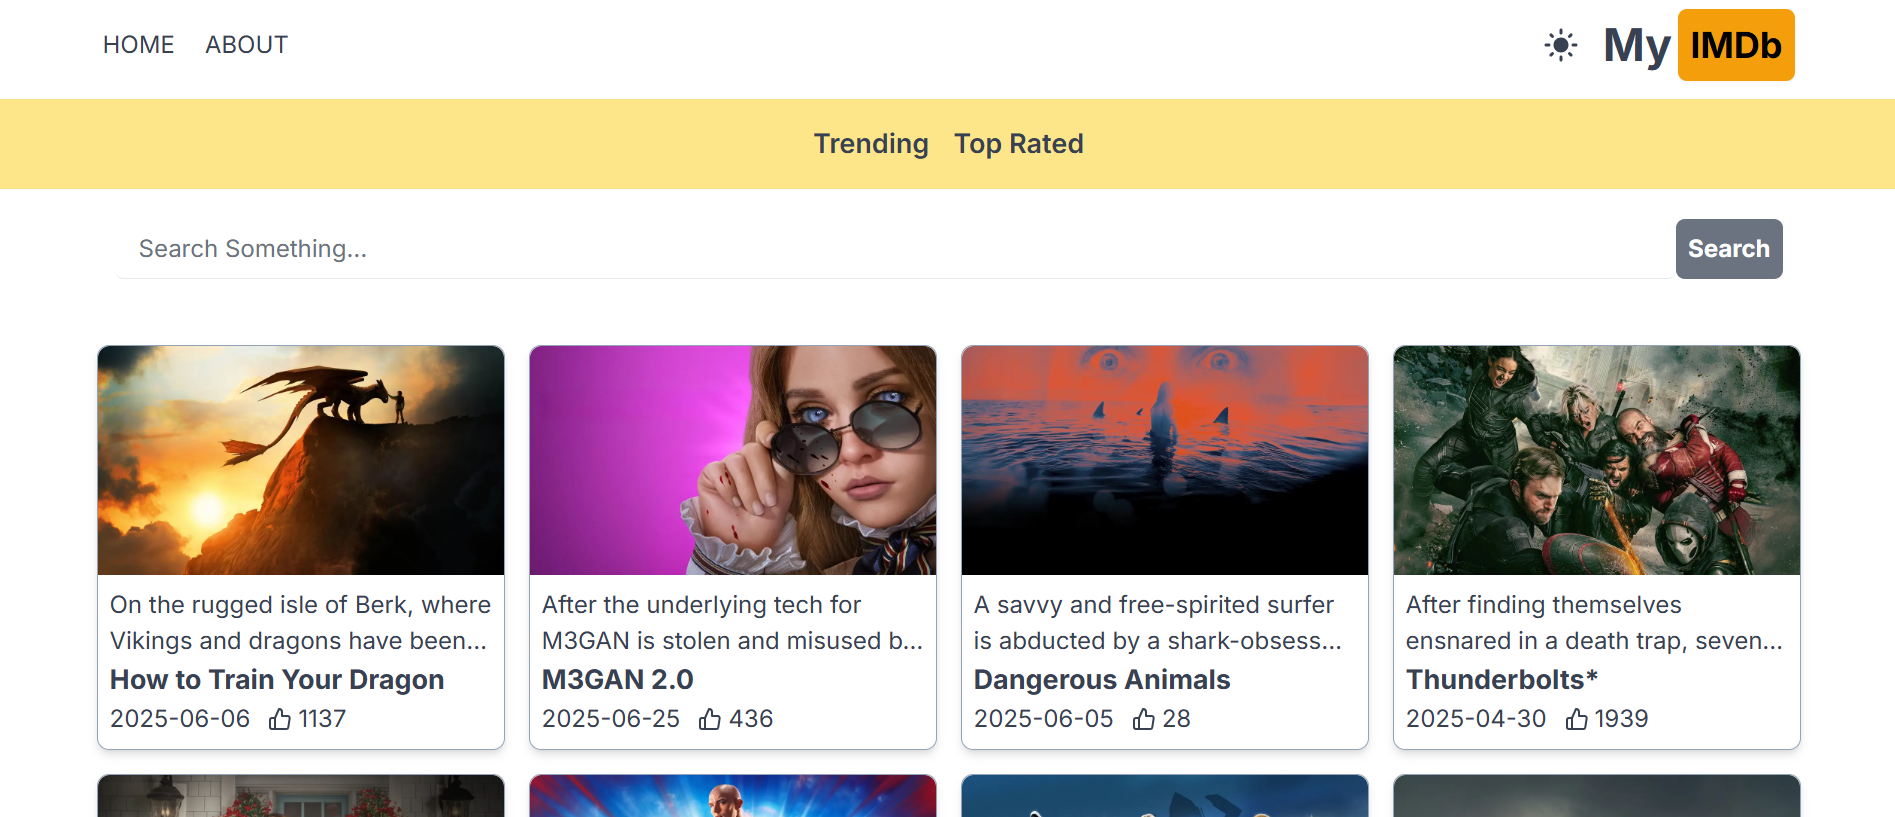 HOME ABOUT My IMDb
Trending Top Rated
Search Something...
Search
On the rugged isle of Berk, where
Vikings and dragons have been...
How to Train Your Dragon
2025-06-06 1137
After the underlying tech for
M3GAN is stolen and misused b...
M3GAN 2.0
2025-06-25 436
A savvy and free-spirited surfer
is abducted by a shark-obsess...
Dangerous Animals
2025-06-05 28
After finding themselves
ensnared in a death trap, seven...
Thunderbolts*
2025-04-30 1939